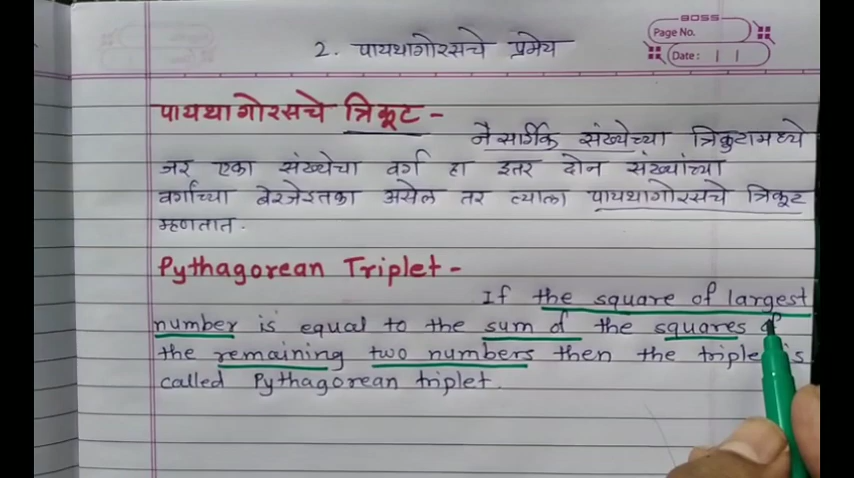 BOSS
Page No.
Date :
2. पायथागोरसचे प्रमेय
पायथागोरसचे त्रिकूट -
नैसर्गिक संख्येच्या त्रिकुटामध्ये
जर एका संख्येचा वर्ग हा इतर दोन संख्यांच्या
वर्गाच्या बेरजेइतका असेल तर त्याला पायथागोरसचे त्रिकूट
म्हणतात.
Pythagorean Triplet -
If the square of largest
number is equal to the sum of the squares of
the remaining two numbers then the triple is
called Pythagorean triplet.